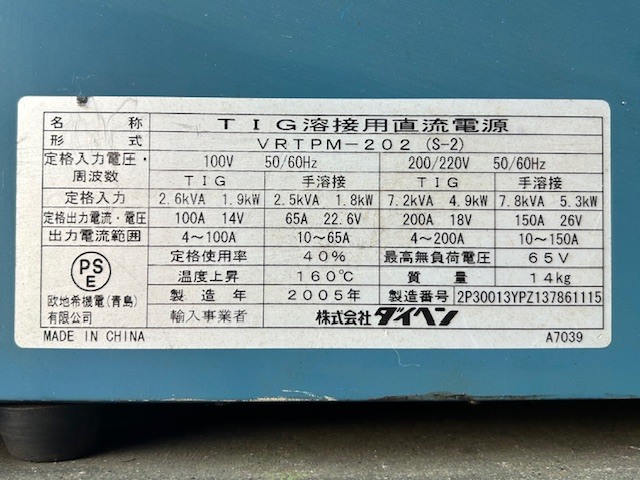 名 称 TIG溶接用直流電源
形 式 VRTPM-202 (S-2)
定格入力電圧・周波数 100V 50/60Hz 200/220V 50/60Hz
TIG 手溶接 TIG 手溶接
定格入力 2.6kVA 1.9kW 2.5kVA 1.8kW 7.2kVA 4.9kW 7.8kVA 5.3kW
定格出力電流・電圧 100A 14V 65A 22.6V 200A 18V 150A 26V
出力電流範囲 4~100A 10~65A 4~200A 10~150A
定格使用率 40% 最高無負荷電圧 65V
温度上昇 160℃ 質量 14kg
製造年 2005年 製造番号 2P30013YPZ137861115
PSE
欧地希機電(青島)有限公司
輸入事業者 株式会社ダイヘン
MADE IN CHINA A7039